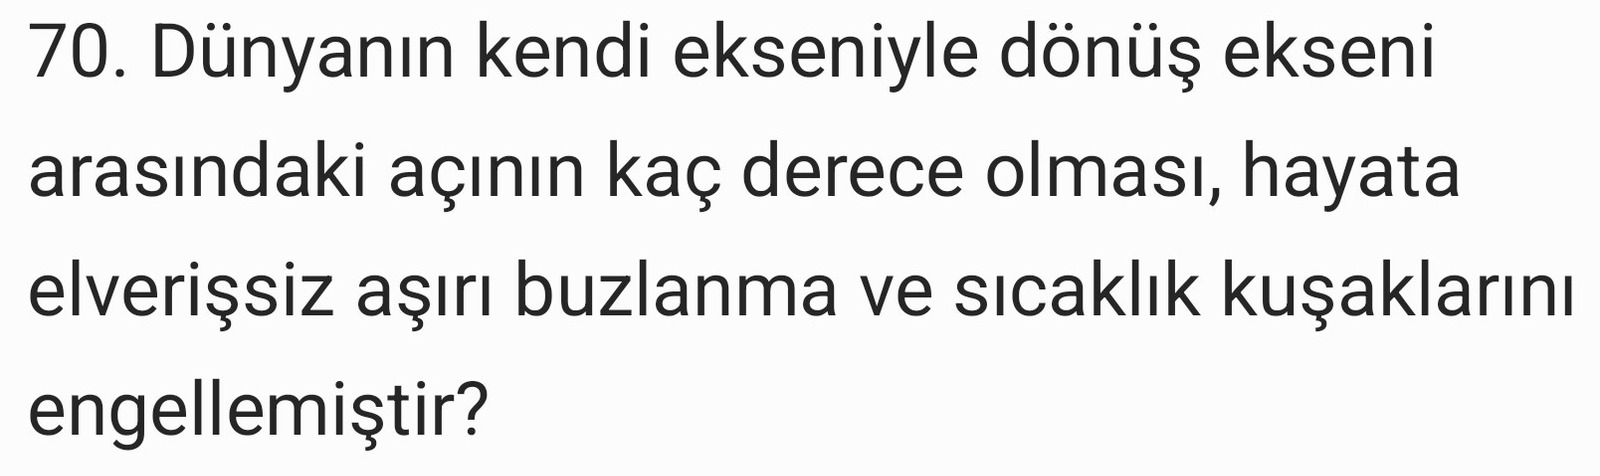 70. Dünyanın kendi ekseniyle dönüş ekseni
arasındaki açının kaç derece olması, hayata
elverişsiz aşırı buzlanma ve sıcaklık kuşaklarını
engellemiştir?